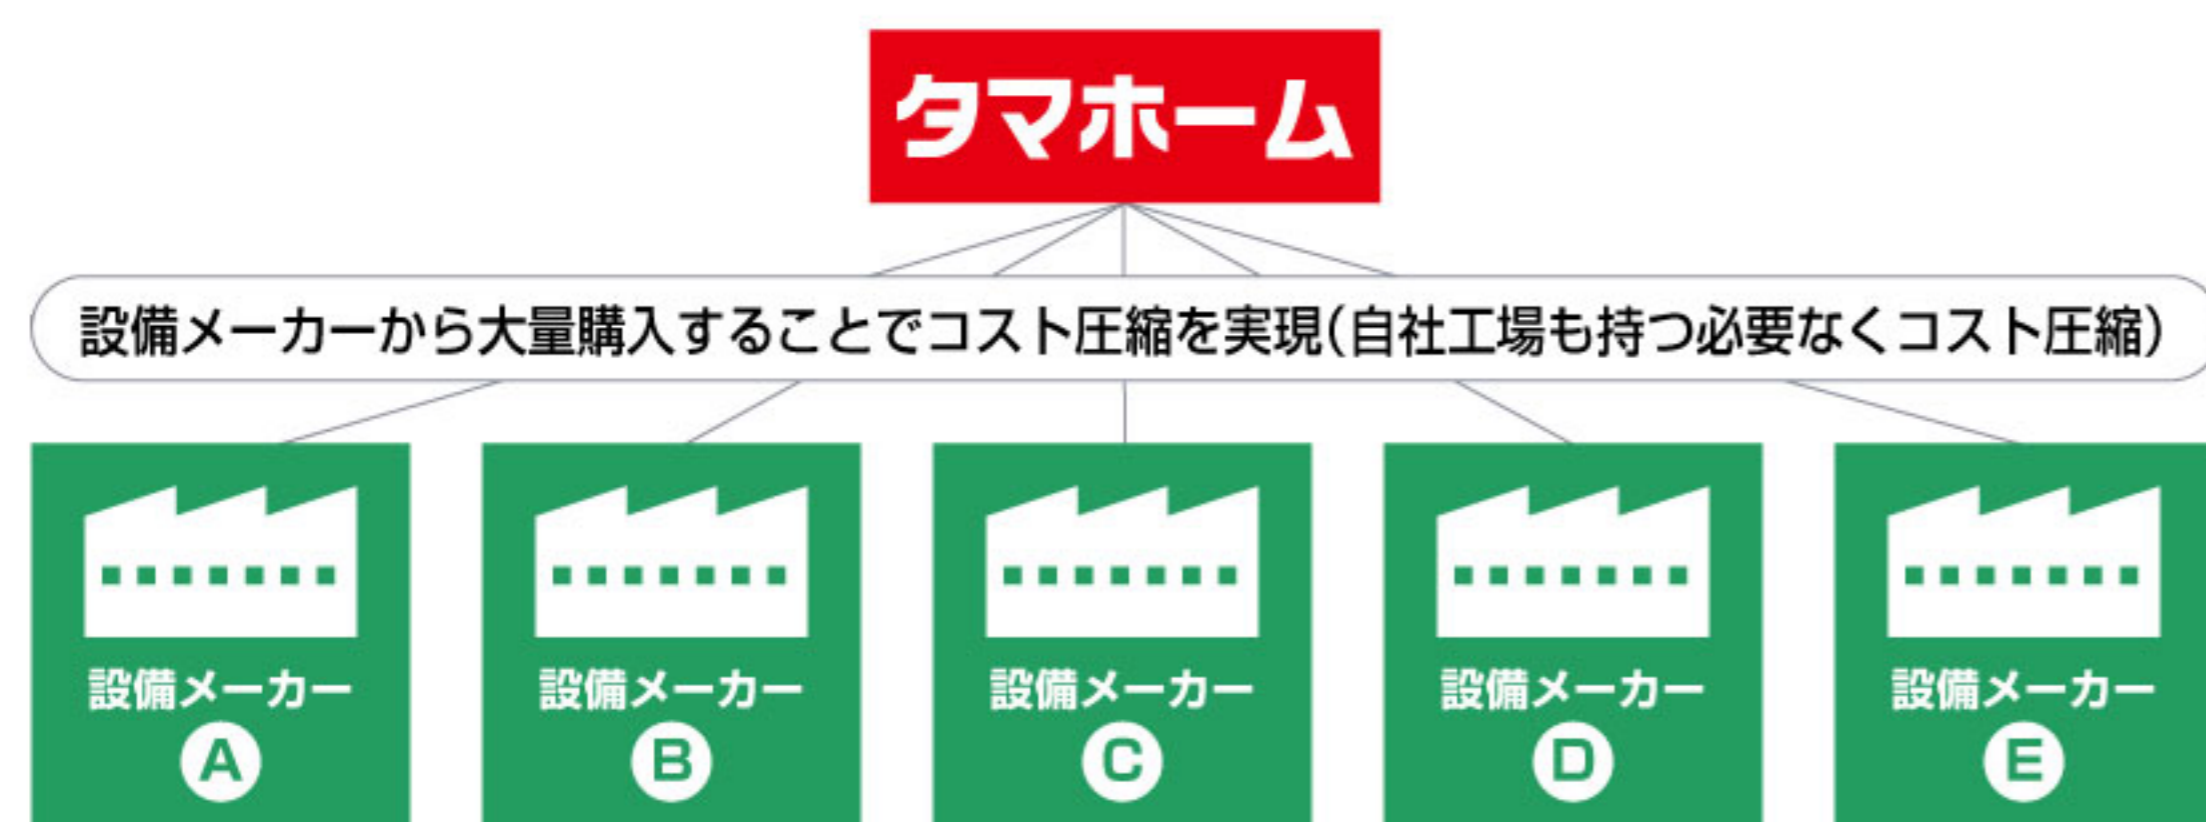 タマホーム
設備メーカーから大量購入することでコスト圧縮を実現(自社工場も持つ必要なくコスト圧縮)
設備メーカー
A
設備メーカー
B
設備メーカー
C
設備メーカー
D
設備メーカー
E